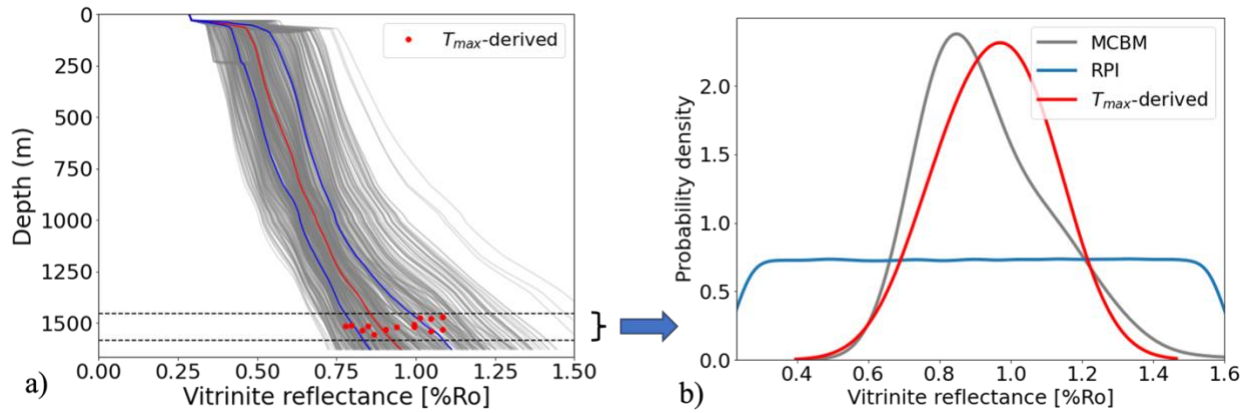 0
250
500
750
1000
1250
1500
Depth (m)
T_max-derived
0.00 0.25 0.50 0.75 1.00 1.25 1.50
Vitrinite reflectance [%Ro]
a)
}
2.0
1.5
1.0
0.5
0.0
Probability density
MCBM
RPI
T_max-derived
0.4 0.6 0.8 1.0 1.2 1.4 1.6
Vitrinite reflectance [%Ro]
b)